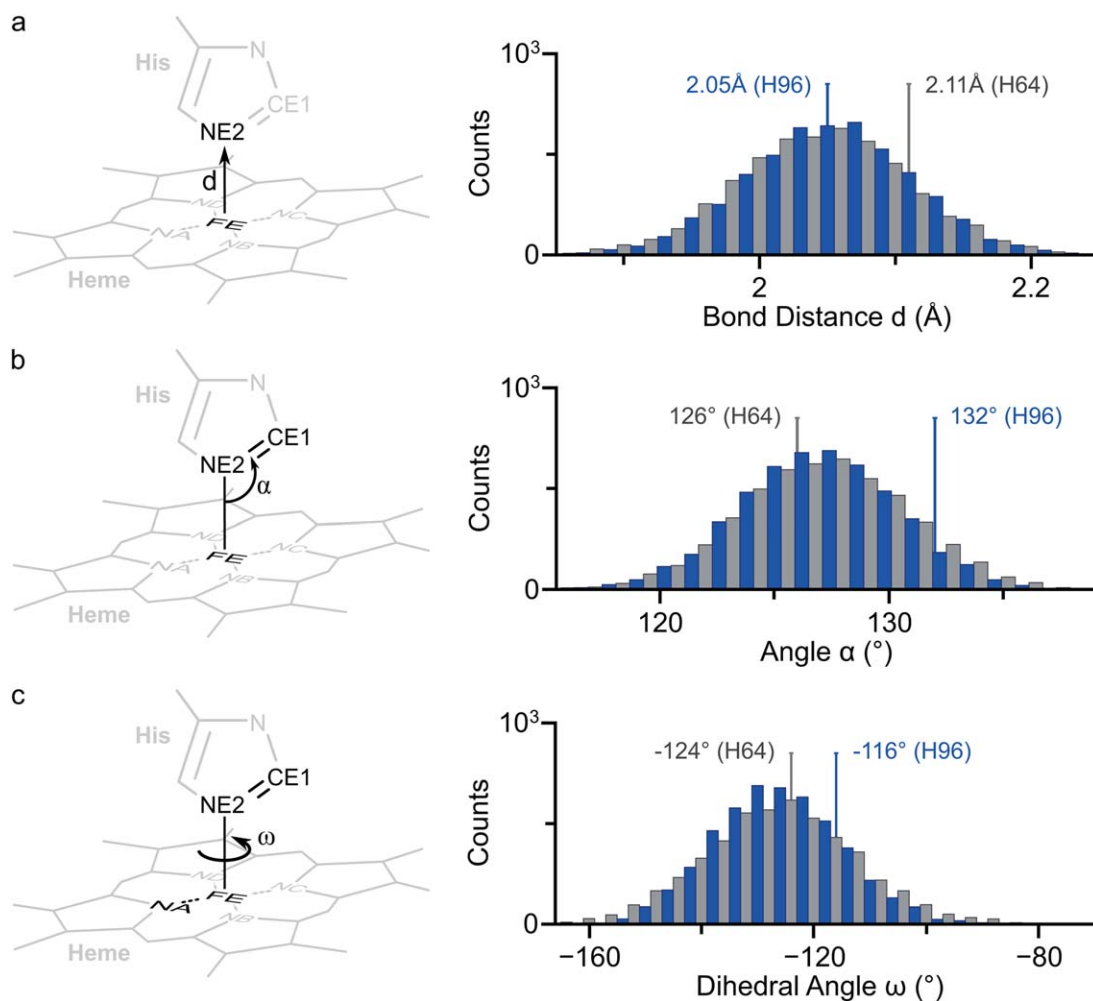 a
His
N
CE1
NE2
d
ND
NC
FE
NA
NB
Heme
10³
2.05Å (H96)
2.11Å (H64)
Counts
0
2
2.2
Bond Distance d (Å)
b
His
N
CE1
NE2
α
ND
NC
FE
NA
NB
Heme
10³
126° (H64)
132° (H96)
Counts
0
120
130
Angle α (°)
c
His
N
CE1
NE2
ω
ND
NC
FE
NA
NB
Heme
10³
-124° (H64)
-116° (H96)
Counts
0
−160
−120
−80
Dihedral Angle ω (°)